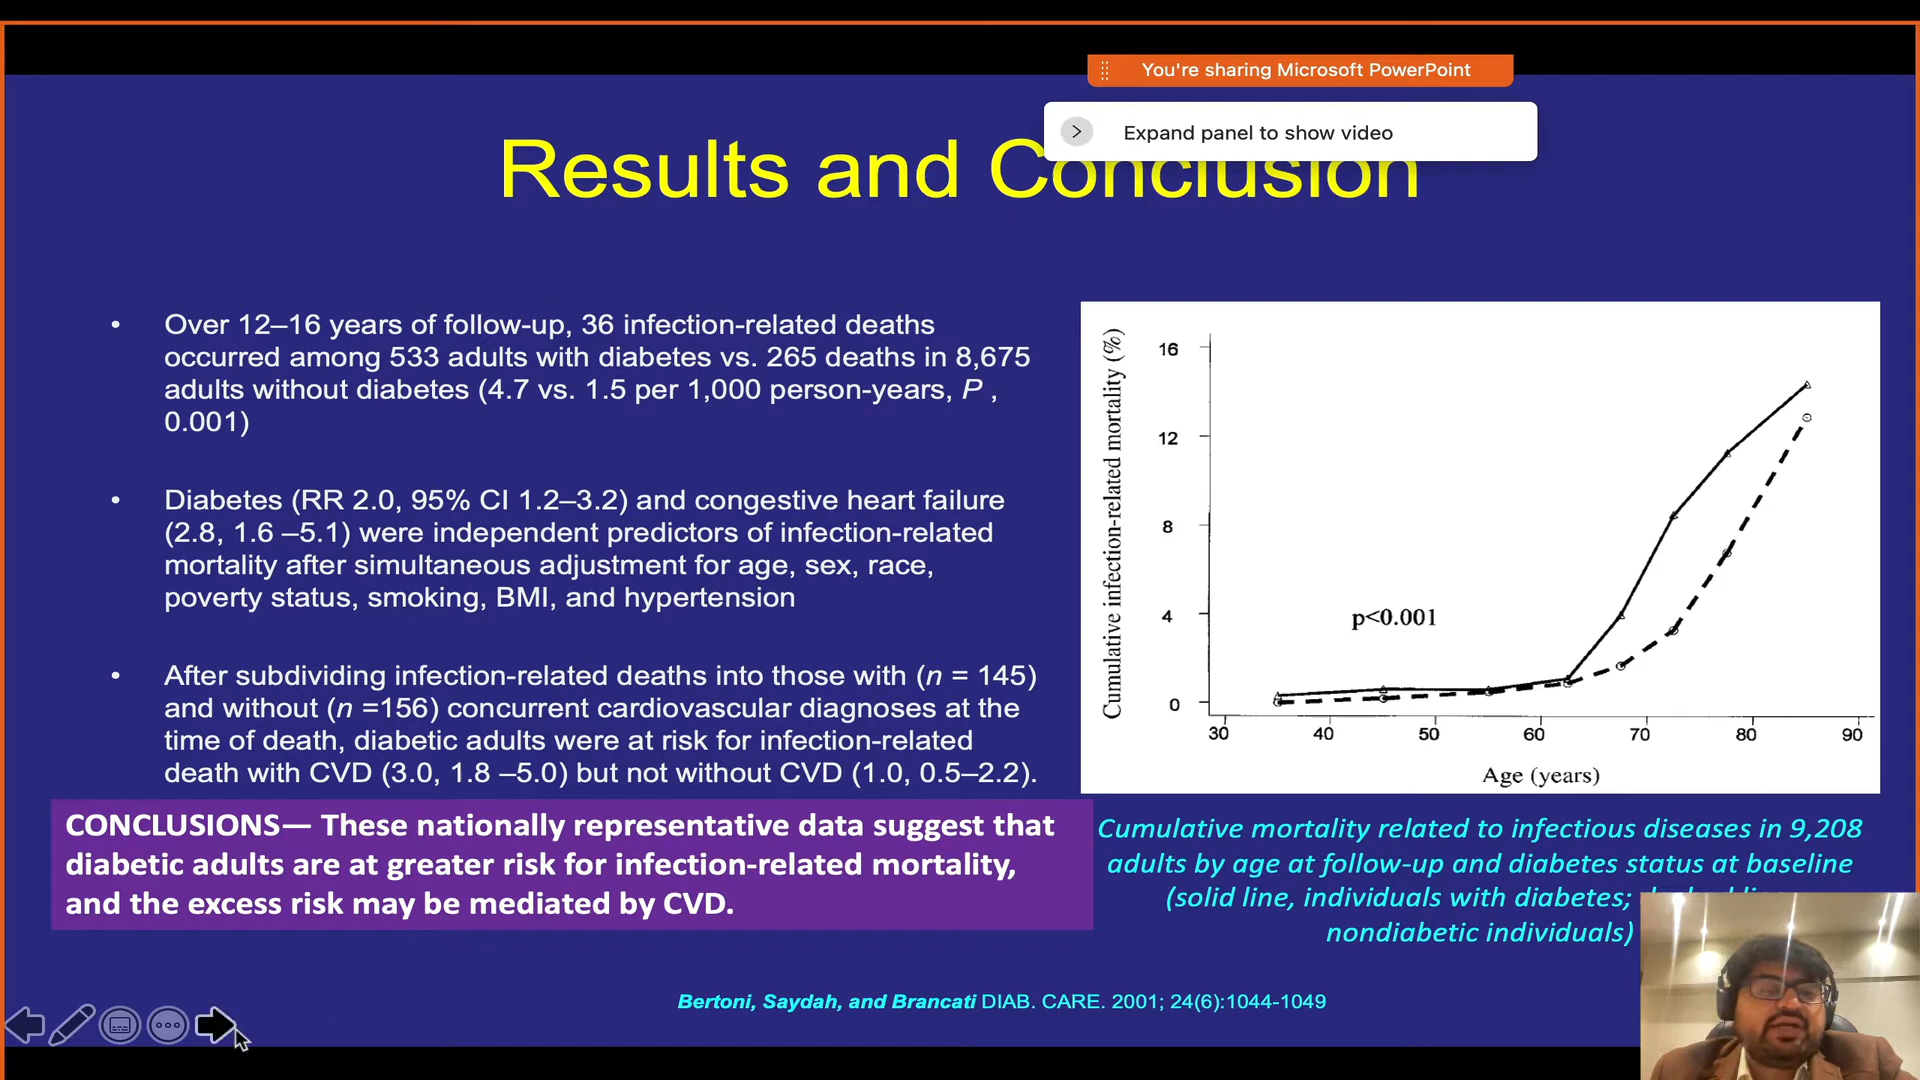 You're sharing Microsoft PowerPoint
Expand panel to show video
Results and Conclusion
• Over 12–16 years of follow-up, 36 infection-related deaths
occurred among 533 adults with diabetes vs. 265 deaths in 8,675
adults without diabetes (4.7 vs. 1.5 per 1,000 person-years, P ,
0.001)
• Diabetes (RR 2.0, 95% CI 1.2–3.2) and congestive heart failure
(2.8, 1.6 –5.1) were independent predictors of infection-related
mortality after simultaneous adjustment for age, sex, race,
poverty status, smoking, BMI, and hypertension
• After subdividing infection-related deaths into those with (n = 145)
and without (n =156) concurrent cardiovascular diagnoses at the
time of death, diabetic adults were at risk for infection-related
death with CVD (3.0, 1.8 –5.0) but not without CVD (1.0, 0.5–2.2).
CONCLUSIONS— These nationally representative data suggest that
diabetic adults are at greater risk for infection-related mortality,
and the excess risk may be mediated by CVD.
Cumulative infection-related mortality (%)
16
12
8
4
0
p<0.001
30 40 50 60 70 80 90
Age (years)
Cumulative mortality related to infectious diseases in 9,208
adults by age at follow-up and diabetes status at baseline
(solid line, individuals with diabetes;
nondiabetic individuals)
Bertoni, Saydah, and Brancati DIAB. CARE. 2001; 24(6):1044-1049